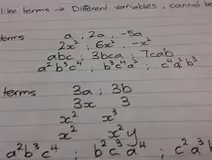 like terms → Different variables, cannot be
terms a, 2a, -5a
2x², 6x², -x²
abc, 3bca, 7cab
a²b³c⁴; b³c⁴a²; c⁴a²b³
terms 3a ; 3b
3x 3
x² x³
x² x²y
a²b³c⁴ ; b²c³a⁴ ; c²a³b